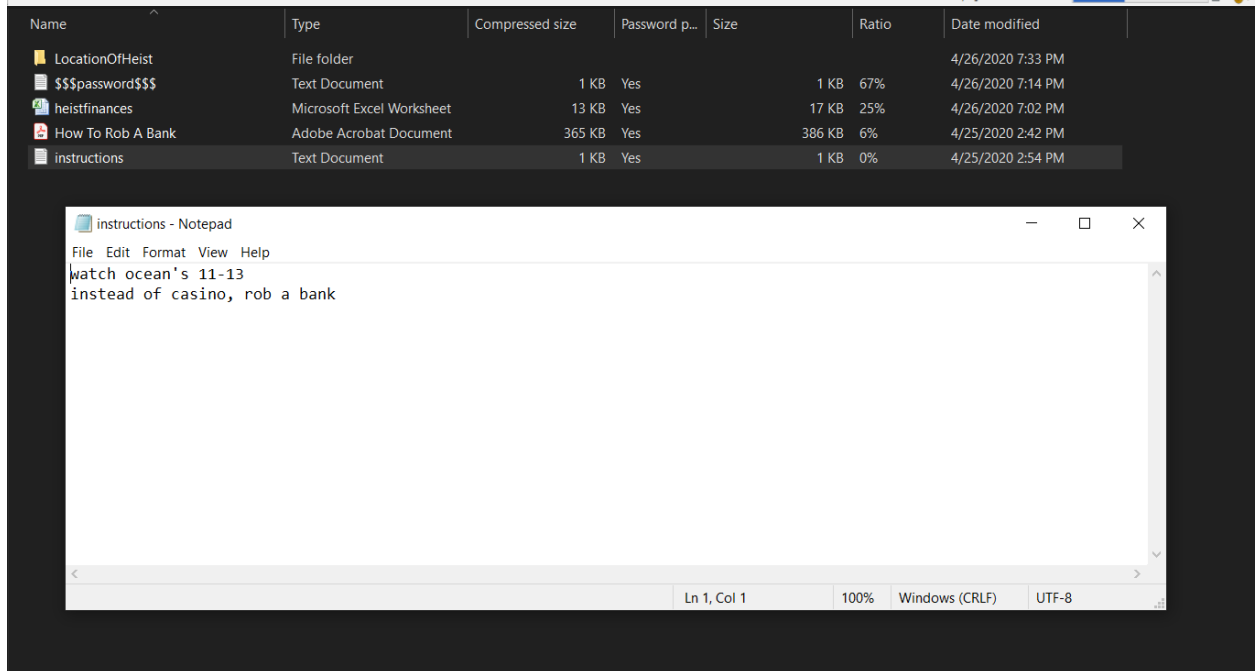 Name Type Compressed size Password p... Size Ratio Date modified
LocationOfHeist File folder 4/26/2020 7:33 PM
$$$password$$$ Text Document 1 KB Yes 1 KB 67% 4/26/2020 7:14 PM
heistfinances Microsoft Excel Worksheet 13 KB Yes 17 KB 25% 4/26/2020 7:02 PM
How To Rob A Bank Adobe Acrobat Document 365 KB Yes 386 KB 6% 4/25/2020 2:42 PM
instructions Text Document 1 KB Yes 1 KB 0% 4/25/2020 2:54 PM
instructions - Notepad
File Edit Format View Help
watch ocean's 11-13
instead of casino, rob a bank
Ln 1, Col 1 100% Windows (CRLF) UTF-8